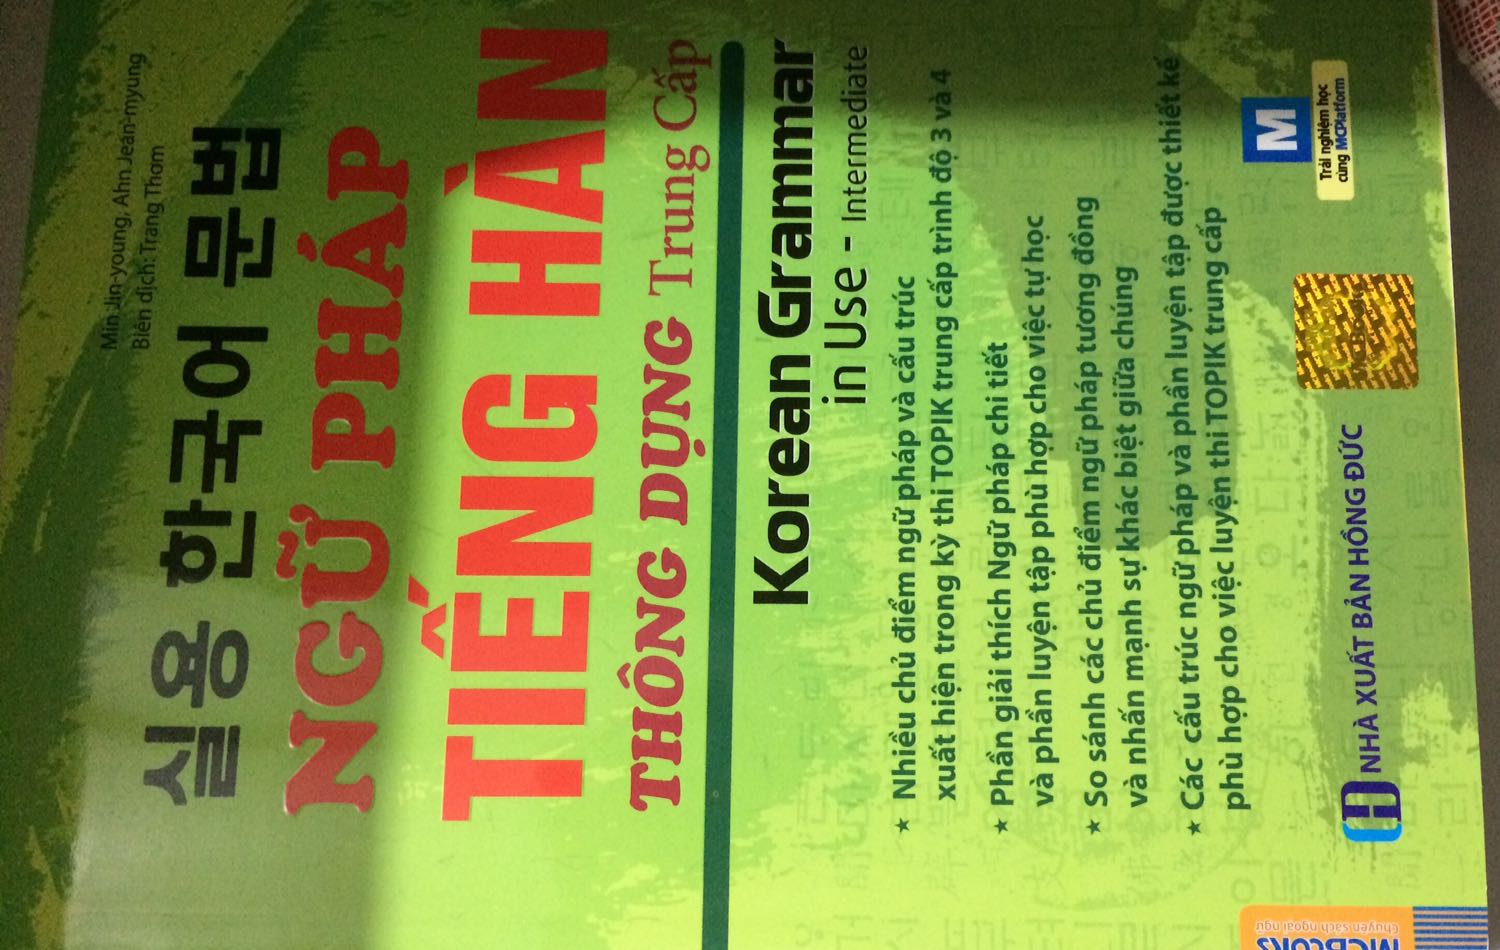 Min Jin-young, Ahn Jean-myung
Biên dịch: Trang Thơm
실용 한국어 문법
NGỮ PHÁP
TIẾNG HÀN
THÔNG DỤNG Trung Cấp
Korean Grammar
in Use - Intermediate
★ Nhiều chủ điểm ngữ pháp và cấu trúc
xuất hiện trong kỳ thi TOPIK trung cấp trình độ 3 và 4
★ Phần giải thích Ngữ pháp chi tiết
và phần luyện tập phù hợp cho việc tự học
★ So sánh các chủ điểm ngữ pháp tương đồng
và nhấn mạnh sự khác biệt giữa chúng
★ Các cấu trúc ngữ pháp và phần luyện tập được thiết kế
phù hợp cho việc luyện thi TOPIK trung cấp
M
Trải nghiệm học
cùng MCPlatform
NHÀ XUẤT BẢN HỒNG ĐỨC
MCBOOKS
Chuyên sách ngoại ngữ